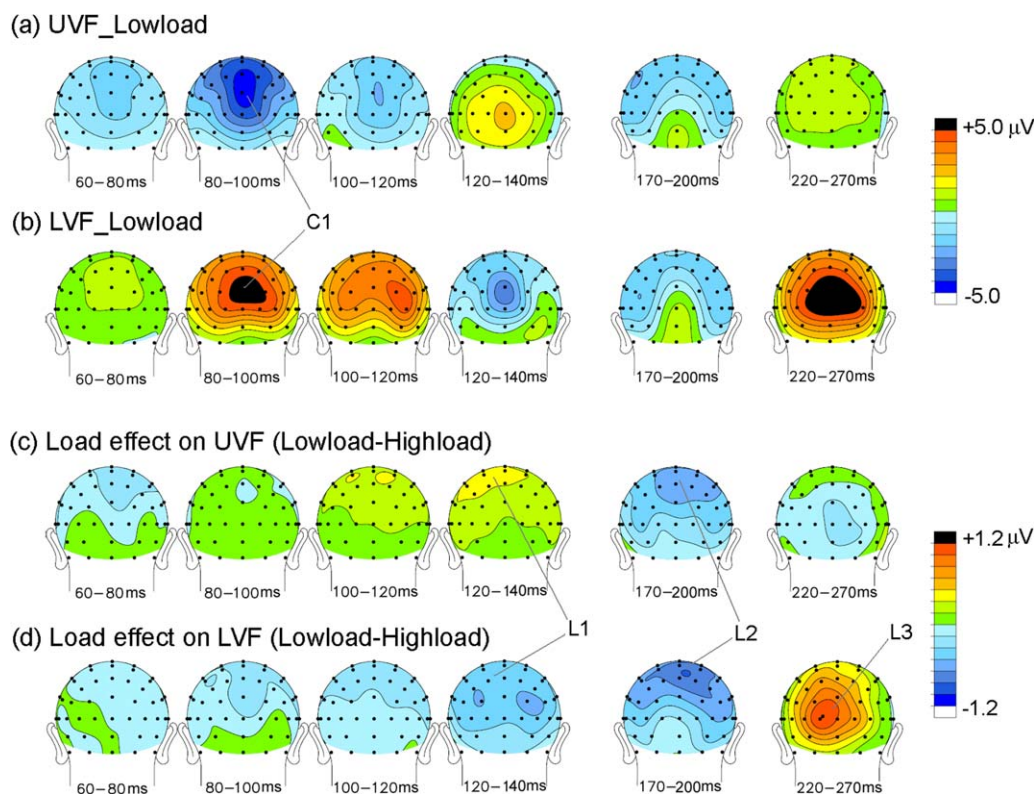 (a) UVF_Lowload
60–80ms 80–100ms 100–120ms 120–140ms 170–200ms 220–270ms
+5.0 μV
-5.0
C1
(b) LVF_Lowload
60–80ms 80–100ms 100–120ms 120–140ms 170–200ms 220–270ms
(c) Load effect on UVF (Lowload-Highload)
60–80ms 80–100ms 100–120ms 120–140ms 170–200ms 220–270ms
+1.2 μV
-1.2
L1 L2 L3
(d) Load effect on LVF (Lowload-Highload)
60–80ms 80–100ms 100–120ms 120–140ms 170–200ms 220–270ms